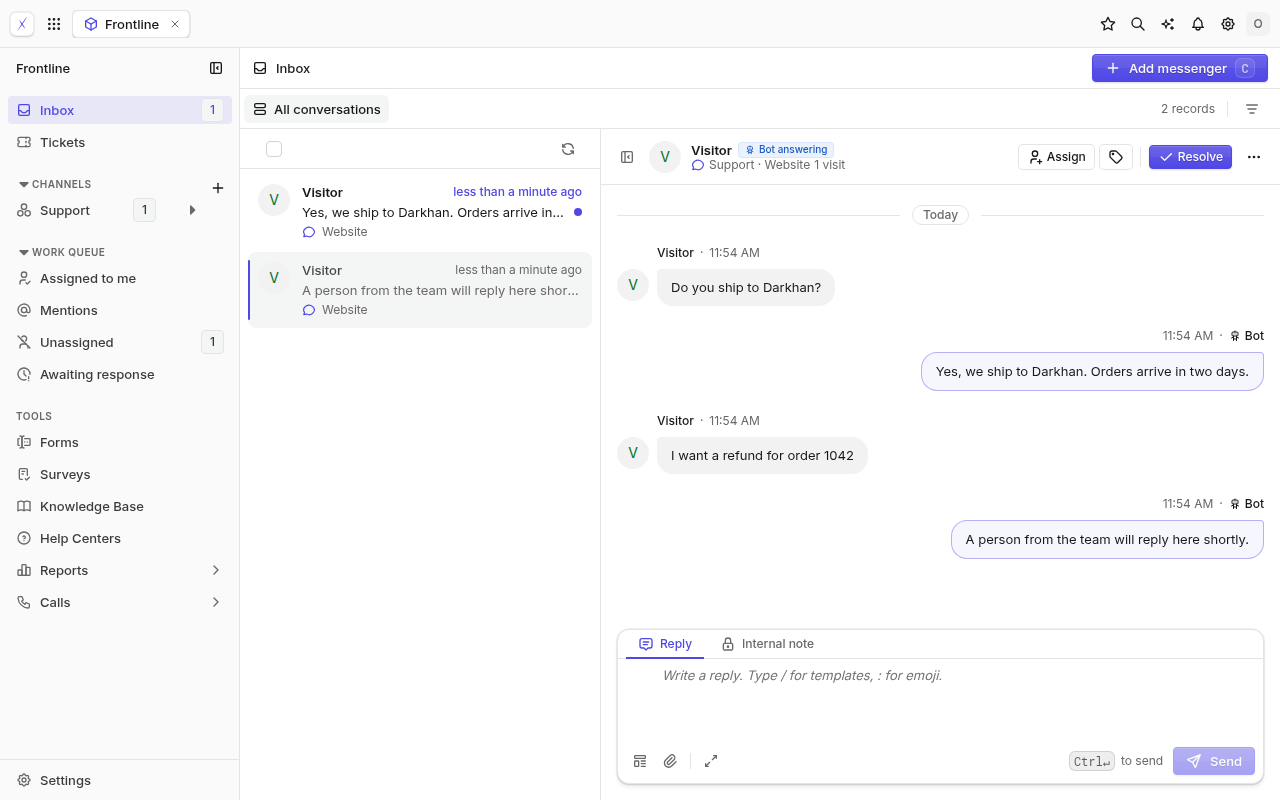 Frontline
O
Frontline
Inbox
1
Tickets
CHANNELS
Support
1
WORK QUEUE
Assigned to me
Mentions
Unassigned
1
Awaiting response
TOOLS
Forms
Surveys
Knowledge Base
Help Centers
Reports
Calls
Settings
Inbox
Add messenger C
All conversations
2 records
Visitor
less than a minute ago
Yes, we ship to Darkhan. Orders arrive in...
Website
V
Visitor
less than a minute ago
A person from the team will reply here shor...
Website
V
V
Visitor
Bot answering
Support · Website 1 visit
Assign
Resolve
Today
Visitor · 11:54 AM
V
Do you ship to Darkhan?
11:54 AM · Bot
Yes, we ship to Darkhan. Orders arrive in two days.
Visitor · 11:54 AM
V
I want a refund for order 1042
11:54 AM · Bot
A person from the team will reply here shortly.
Reply
Internal note
Write a reply. Type / for templates, : for emoji.
Ctrl↵ to send
Send